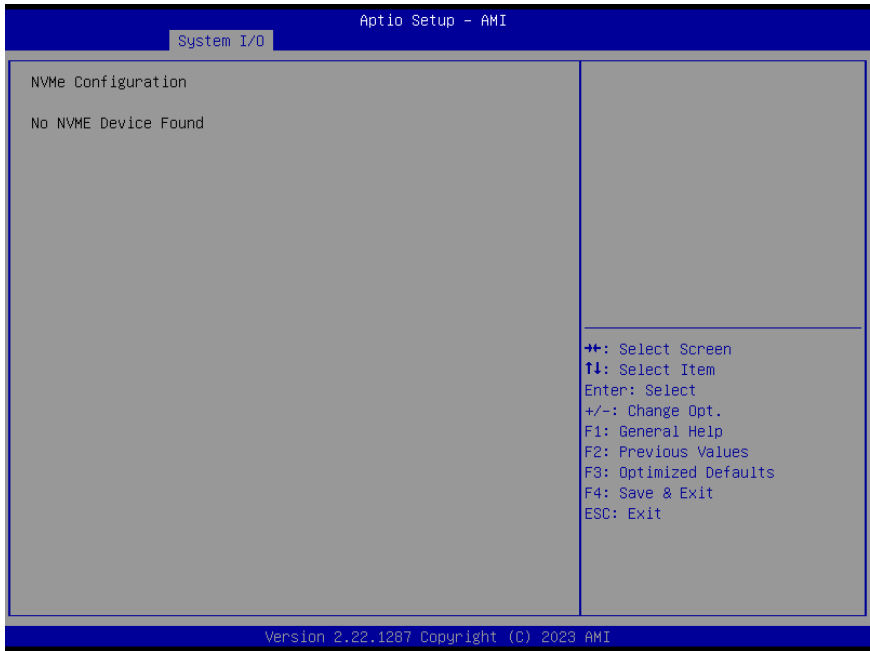 Aptio Setup – AMI
System I/O
NVMe Configuration
No NVME Device Found
→←: Select Screen
↑↓: Select Item
Enter: Select
+/-: Change Opt.
F1: General Help
F2: Previous Values
F3: Optimized Defaults
F4: Save & Exit
ESC: Exit
Version 2.22.1287 Copyright (C) 2023 AMI